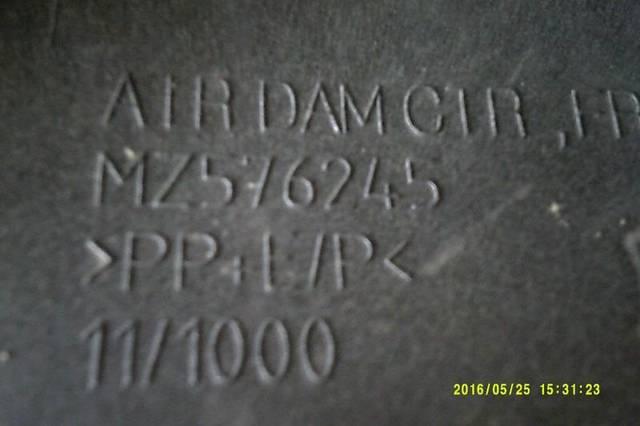 AIR DAM CTR ,FR
MZ576245
>PP+E/P<
11/1000
2016/05/25 15:31:23